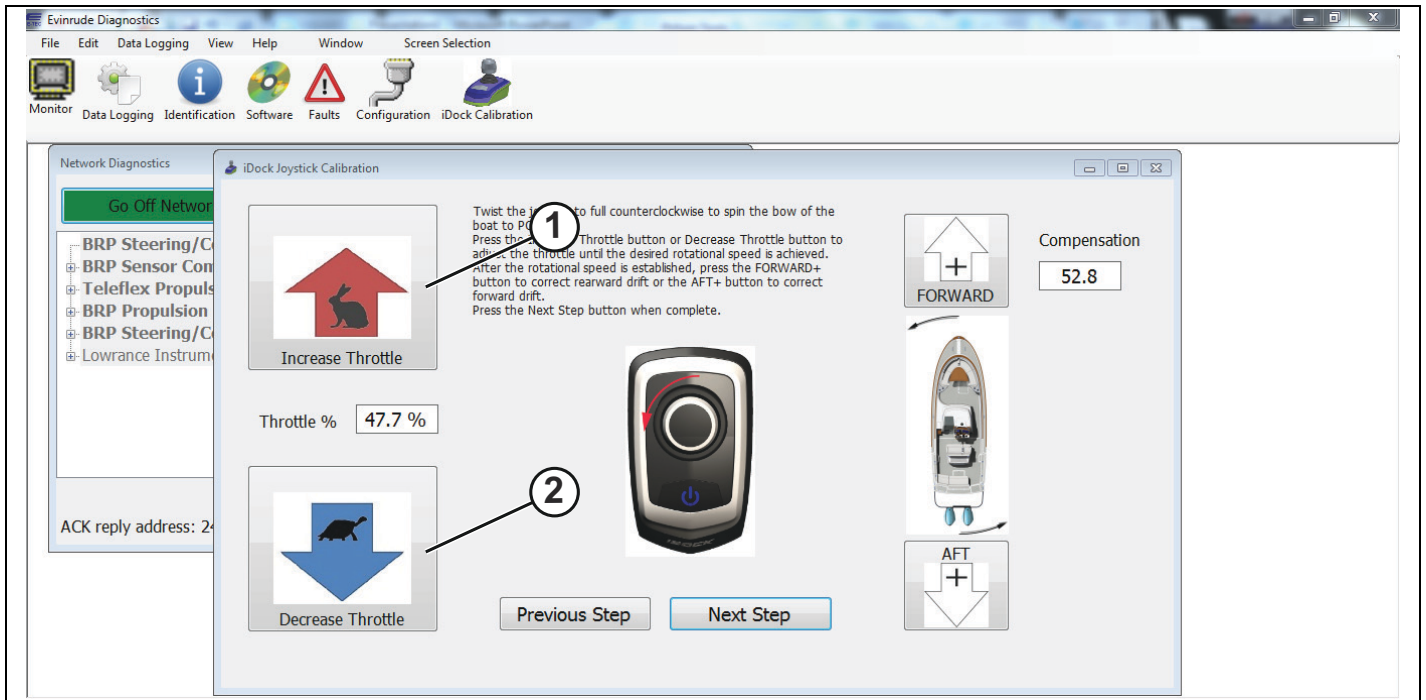 Evinrude Diagnostics
File Edit Data Logging View Help Window Screen Selection
Monitor Data Logging Identification Software Faults Configuration iDock Calibration
Network Diagnostics
Go Off Networ
BRP Steering/C
BRP Sensor Con
Teleflex Propuls
BRP Propulsion
BRP Steering/C
Lowrance Instrum
ACK reply address: 24
iDock Joystick Calibration
Increase Throttle
Throttle % 47.7 %
Decrease Throttle
1
2
Twist the to full counterclockwise to spin the bow of the
boat to
Press the Throttle button or Decrease Throttle button to
adjust the throttle until the desired rotational speed is achieved.
After the rotational speed is established, press the FORWARD+
button to correct rearward drift or the AFT+ button to correct
forward drift.
Press the Next Step button when complete.
Previous Step Next Step
+
FORWARD
Compensation
52.8
AFT
+